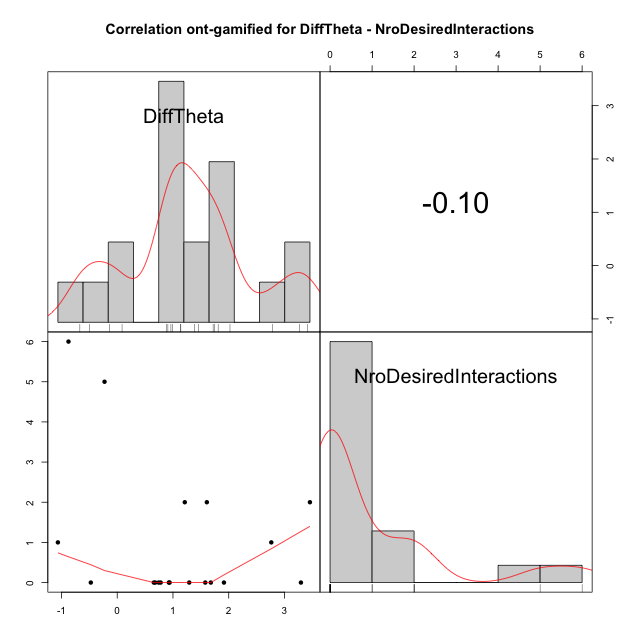 Correlation ont-gamified for DiffTheta - NroDesiredInteractions
0 1 2 3 4 5 6
DiffTheta
-0.10
3
2
1
0
-1
6
5
4
3
2
1
0
NroDesiredInteractions
-1 0 1 2 3